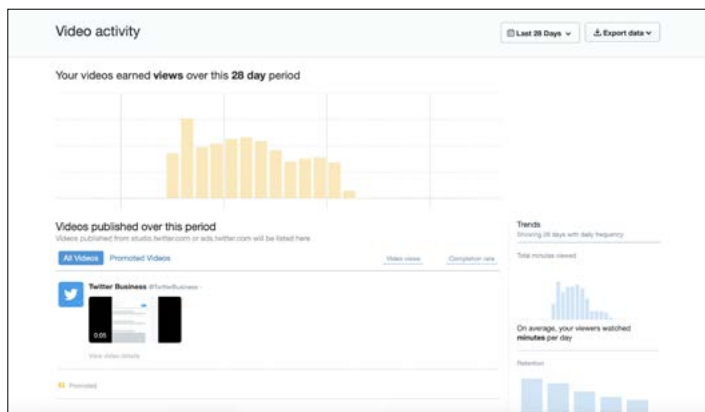 Video activity
Last 28 Days
Export data
Your videos earned views over this 28 day period
Videos published over this period
Videos published from studio.twitter.com or ads.twitter.com will be listed here
All Videos
Promoted Videos
Video views
Completion rate
Twitter Business @TwitterBusiness ·
0:05
View video details
Promoted
Trends
Showing 28 days with daily frequency.
Total minutes viewed
On average, your viewers watched
minutes per day
Retention